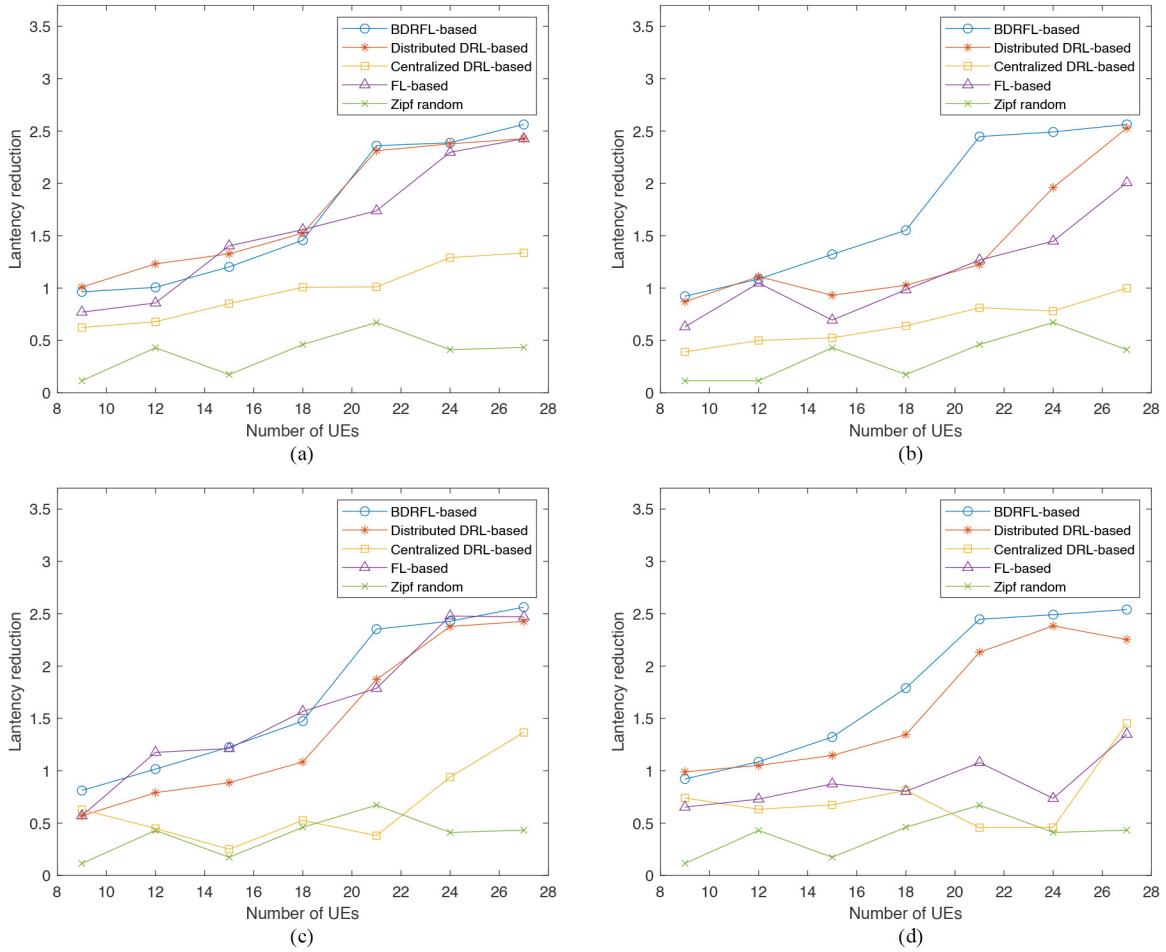 3.5
3
2.5
2
1.5
1
0.5
0
Lantency reduction
BDRFL-based
Distributed DRL-based
Centralized DRL-based
FL-based
Zipf random
8 10 12 14 16 18 20 22 24 26 28
Number of UEs
(a)
3.5
3
2.5
2
1.5
1
0.5
0
Lantency reduction
BDRFL-based
Distributed DRL-based
Centralized DRL-based
FL-based
Zipf random
8 10 12 14 16 18 20 22 24 26 28
Number of UEs
(b)
3.5
3
2.5
2
1.5
1
0.5
0
Lantency reduction
BDRFL-based
Distributed DRL-based
Centralized DRL-based
FL-based
Zipf random
8 10 12 14 16 18 20 22 24 26 28
Number of UEs
(c)
3.5
3
2.5
2
1.5
1
0.5
0
Lantency reduction
BDRFL-based
Distributed DRL-based
Centralized DRL-based
FL-based
Zipf random
8 10 12 14 16 18 20 22 24 26 28
Number of UEs
(d)